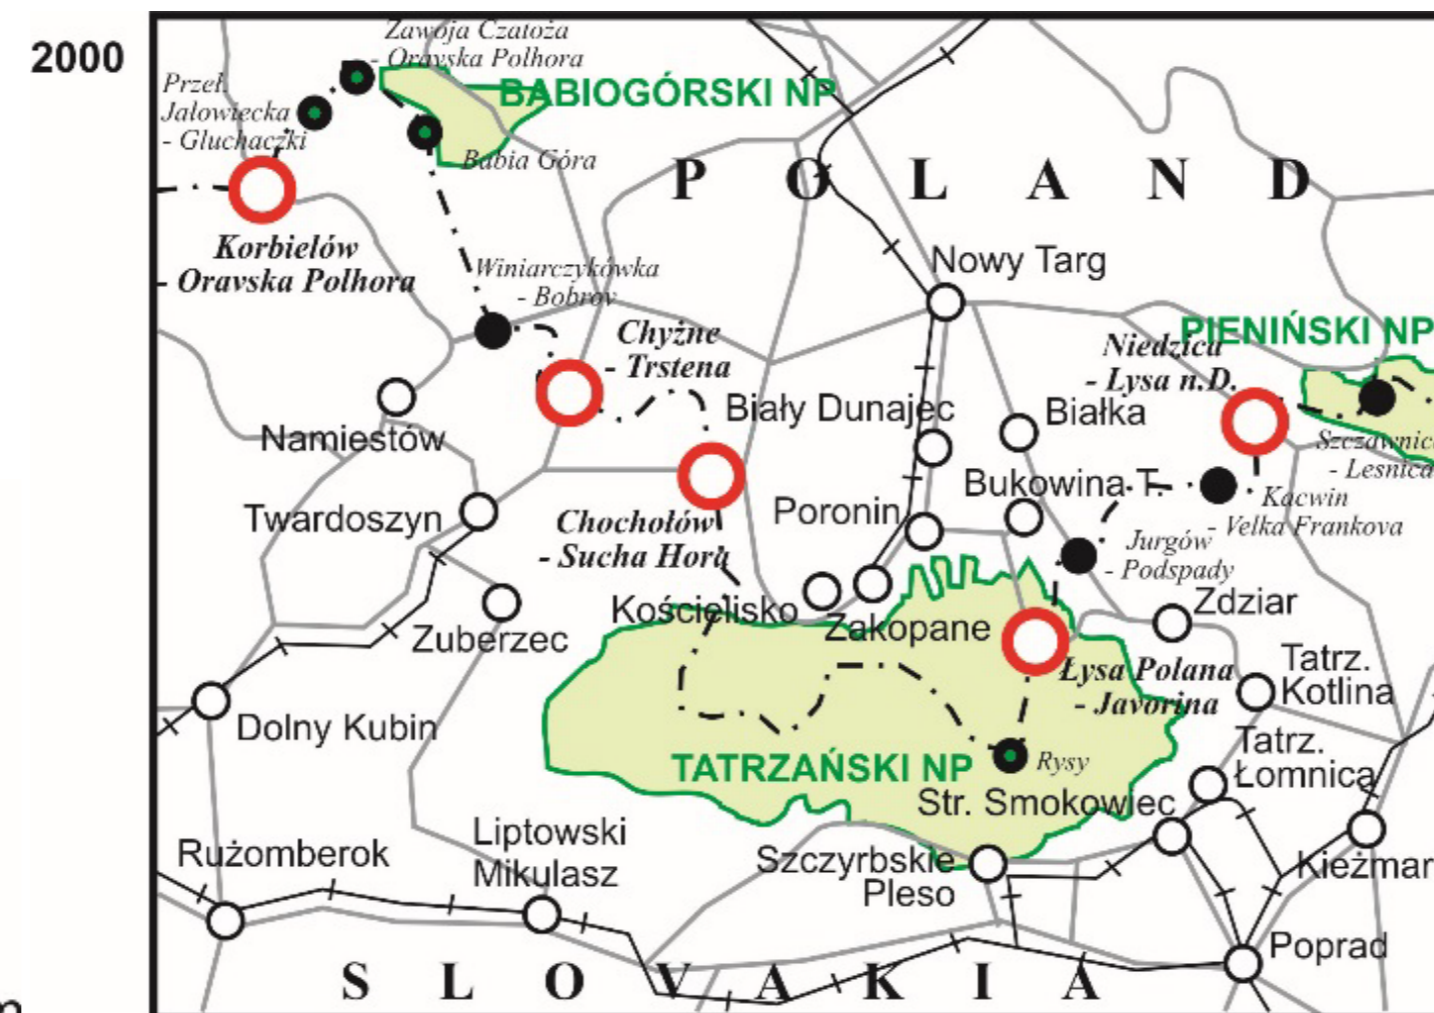 2000
Zawoja Czatoża
- Oravska Polhora
Przeł.
Jałowiecka
- Głuchaczki
BABIOGÓRSKI NP
Babia Góra
P O L A N D
Korbielów
- Oravska Polhora
Winiarczykówka
- Bobrov
Nowy Targ
Chyżne
- Trstena
PIENIŃSKI NP
Niedzica
- Lysa n.D.
Biały Dunajec
Białka
Namiestów
Szczawnic
- Lesnica
Bukowina T.
Kacwin
- Velka Frankova
Twardoszyn
Poronin
Chochołów
- Sucha Hora
Jurgów
- Podspady
Kościelisko
Zdziar
Zuberzec
Zakopane
Łysa Polana
- Javorina
Tatrz.
Kotlina
Dolny Kubin
Tatrz.
Łomnica
TATRZAŃSKI NP
Rysy
Str. Smokowiec
Rużomberok
Liptowski
Mikulasz
Szczyrbskie
Pleso
Kieżmar
Poprad
S L O V A K I A